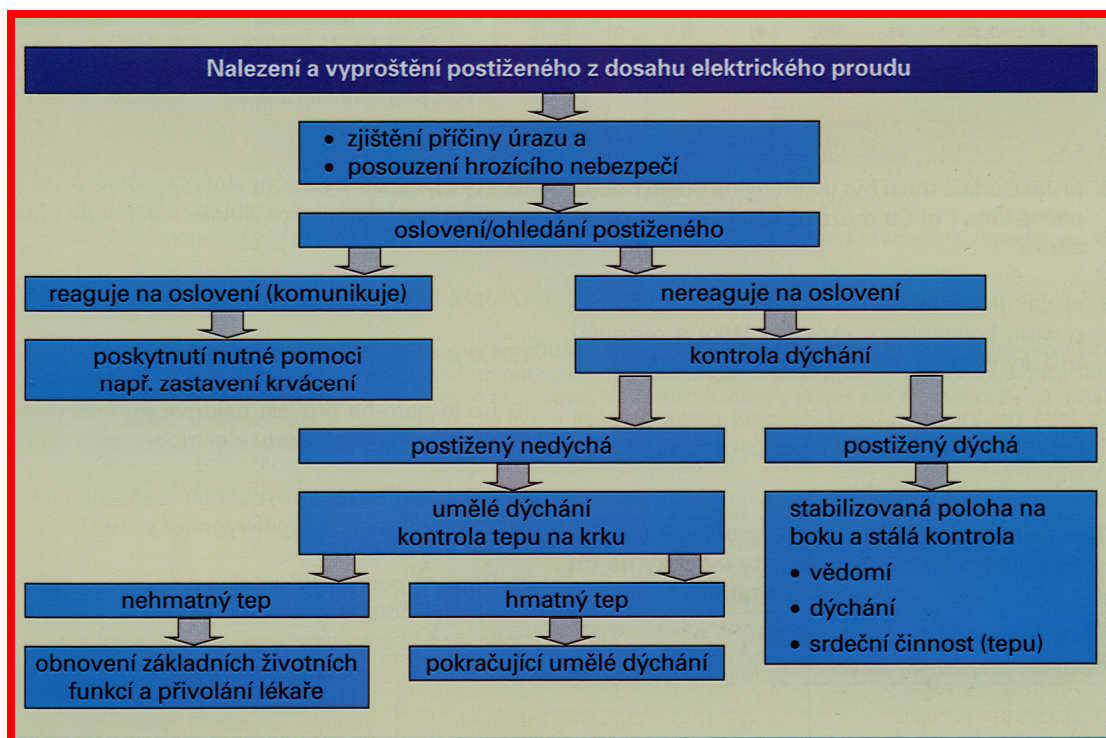 Nalezení a vyproštění postiženého z dosahu elektrického proudu
• zjištění příčiny úrazu a
• posouzení hrozícího nebezpečí
oslovení/ohledání postiženého
reaguje na oslovení (komunikuje)
nereaguje na oslovení
poskytnutí nutné pomoci
např. zastavení krvácení
kontrola dýchání
postižený nedýchá
postižený dýchá
umělé dýchání
kontrola tepu na krku
stabilizovaná poloha na
boku a stálá kontrola
• vědomí
• dýchání
• srdeční činnost (tepu)
nehmatný tep
hmatný tep
obnovení základních životních
funkcí a přivolání lékaře
pokračující umělé dýchání